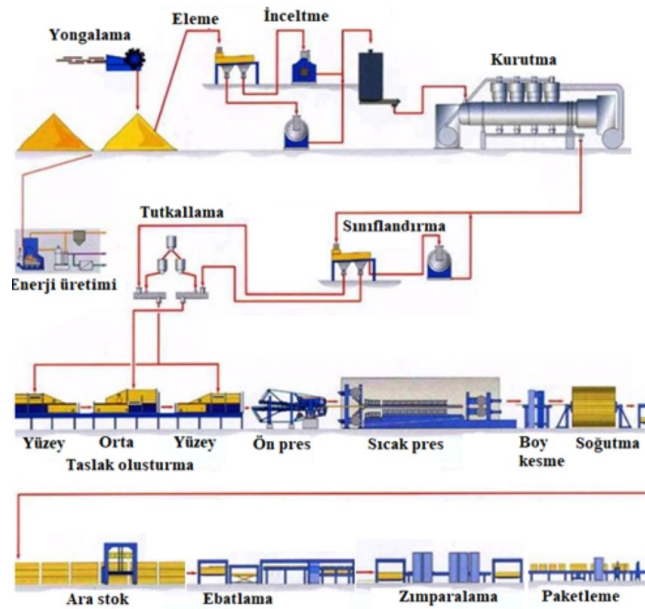 Yongalama
Eleme
İnceltme
Kurutma
Tutkallama
Sınıflandırma
Enerji üretimi
Yüzey
Orta
Yüzey
Taslak olusturma
Ön pres
Sıcak pres
Boy
kesme
Soğutma
Ara stok
Ebatlama
Zımparalama
Paketleme